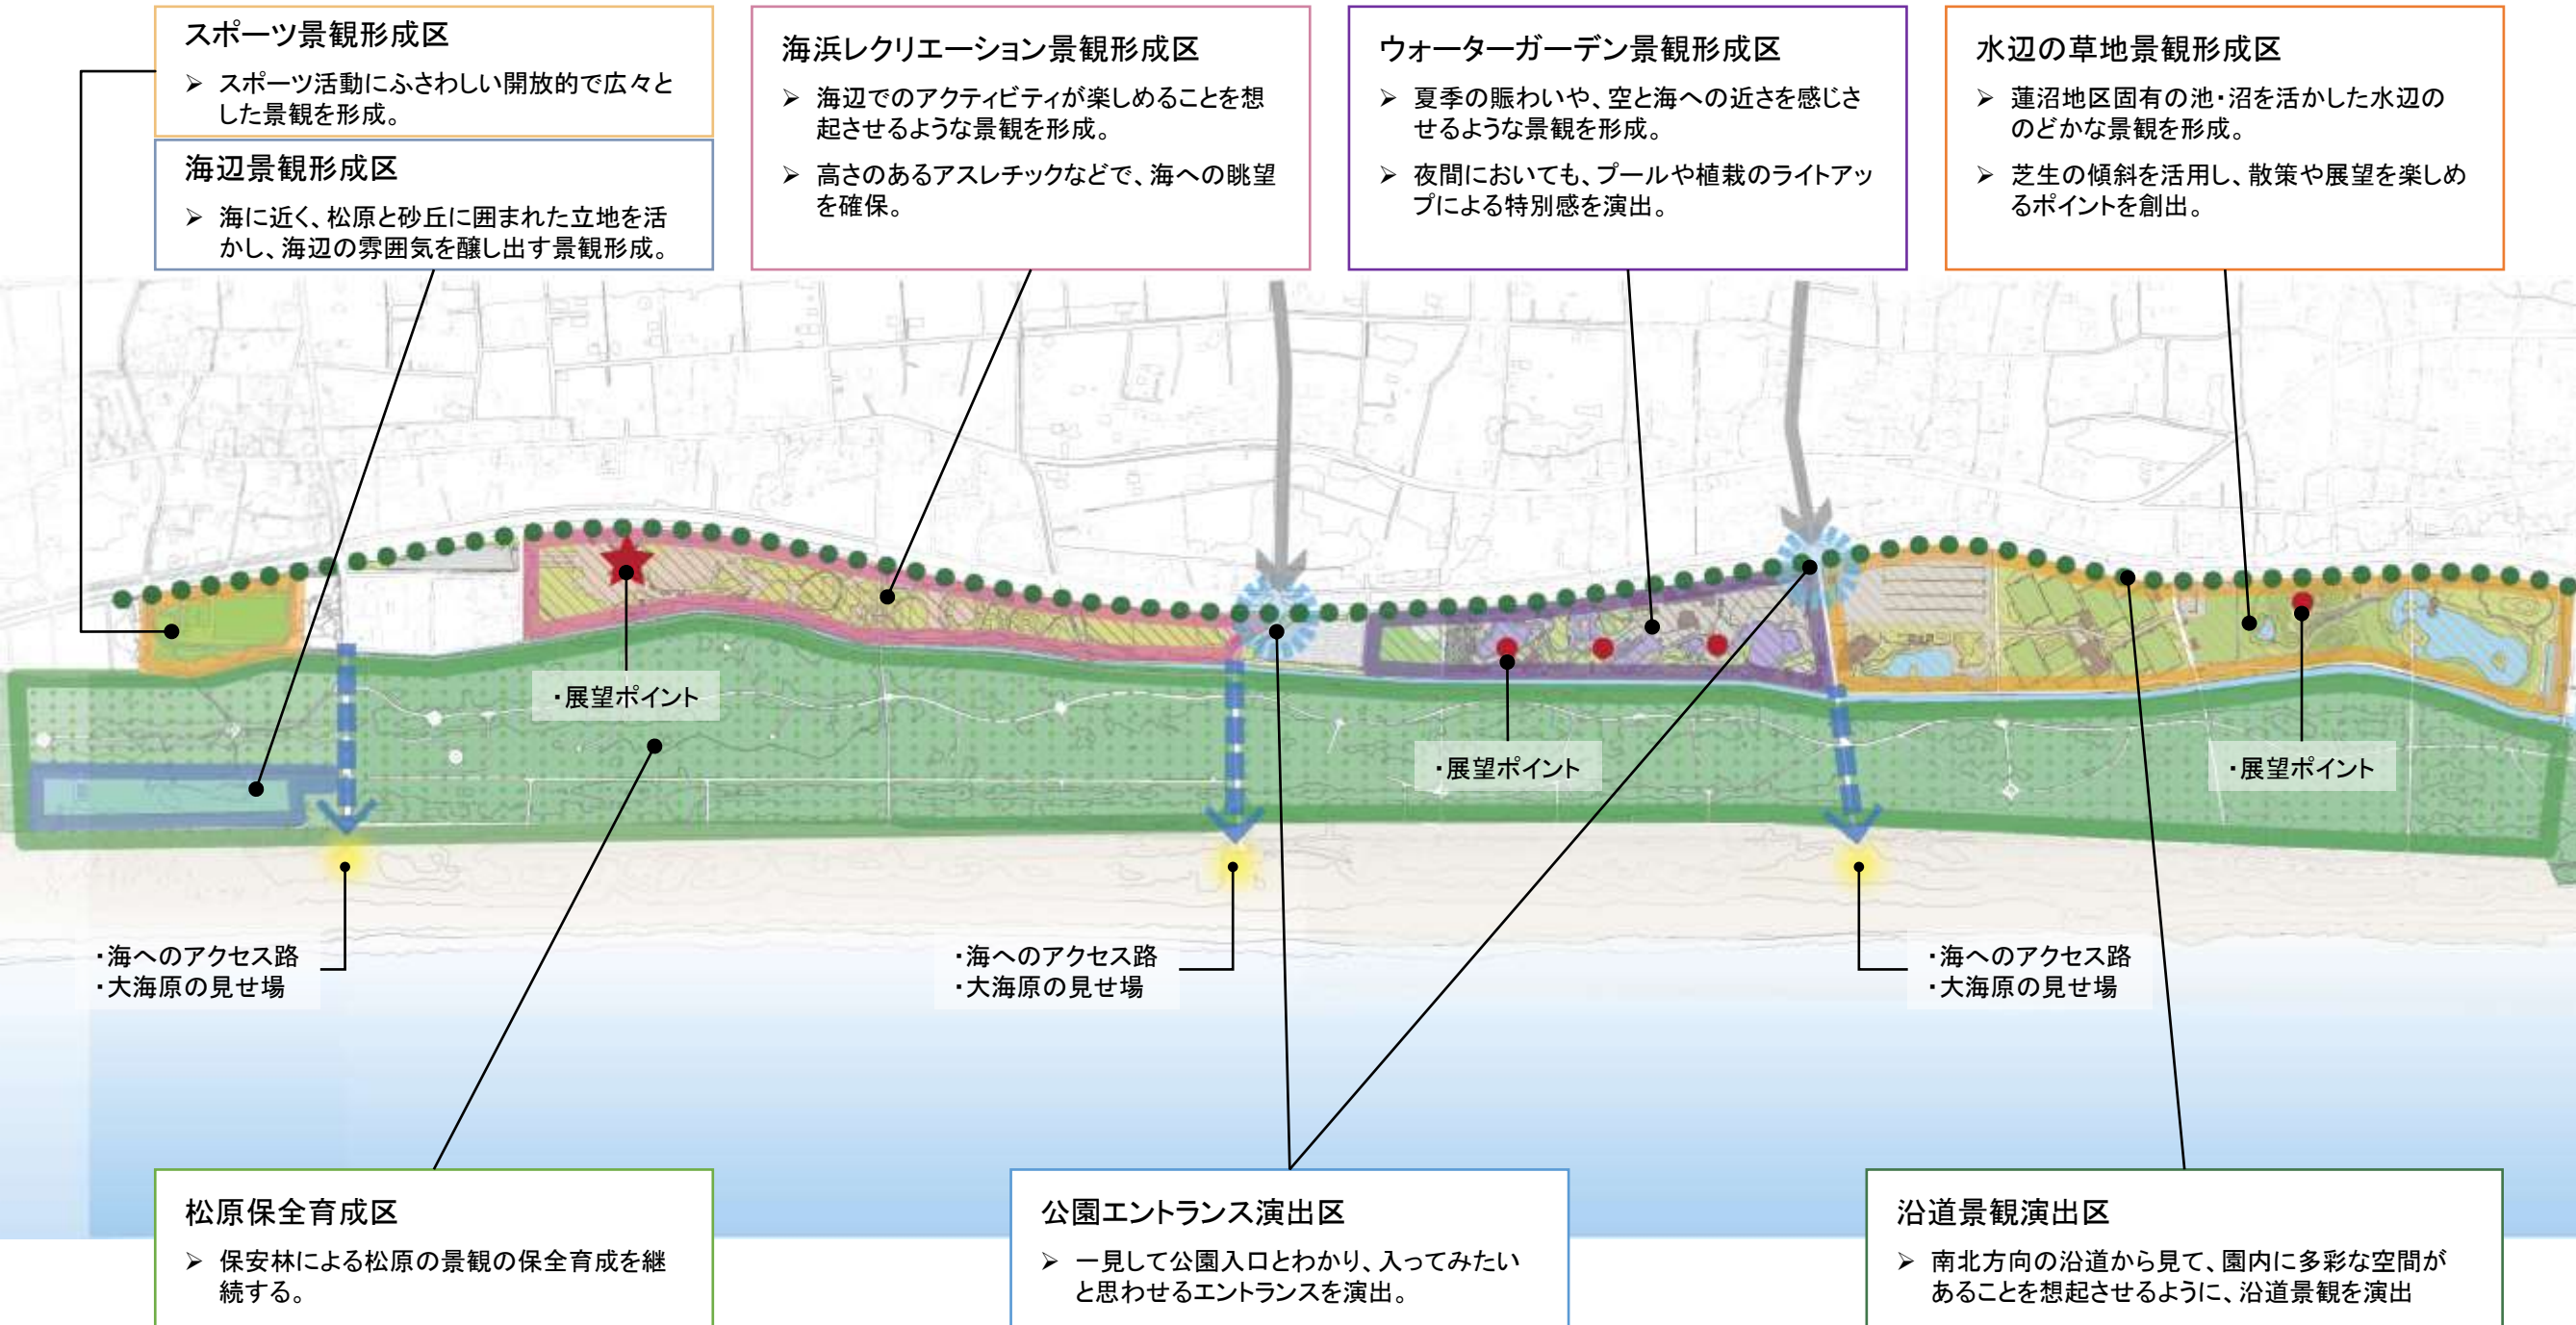 スポーツ景観形成区
➢ スポーツ活動にふさわしい開放的で広々と
した景観を形成。
海辺景観形成区
➢ 海に近く、松原と砂丘に囲まれた立地を活
かし、海辺の雰囲気を醸し出す景観形成。
海浜レクリエーション景観形成区
➢ 海辺でのアクティビティが楽しめることを想
起させるような景観を形成。
➢ 高さのあるアスレチックなどで、海への眺望
を確保。
ウォーターガーデン景観形成区
➢ 夏季の賑わいや、空と海への近さを感じさ
せるような景観を形成。
➢ 夜間においても、プールや植栽のライトアッ
プによる特別感を演出。
水辺の草地景観形成区
➢ 蓮沼地区固有の池・沼を活かした水辺の
のどかな景観を形成。
➢ 芝生の傾斜を活用し、散策や展望を楽しめ
るポイントを創出。
・展望ポイント
・展望ポイント
・展望ポイント
・海へのアクセス路
・大海原の見せ場
・海へのアクセス路
・大海原の見せ場
・海へのアクセス路
・大海原の見せ場
松原保全育成区
➢ 保安林による松原の景観の保全育成を継
続する。
公園エントランス演出区
➢ 一見して公園入口とわかり、入ってみたい
と思わせるエントランスを演出。
沿道景観演出区
➢ 南北方向の沿道から見て、園内に多彩な空間が
あることを想起させるように、沿道景観を演出